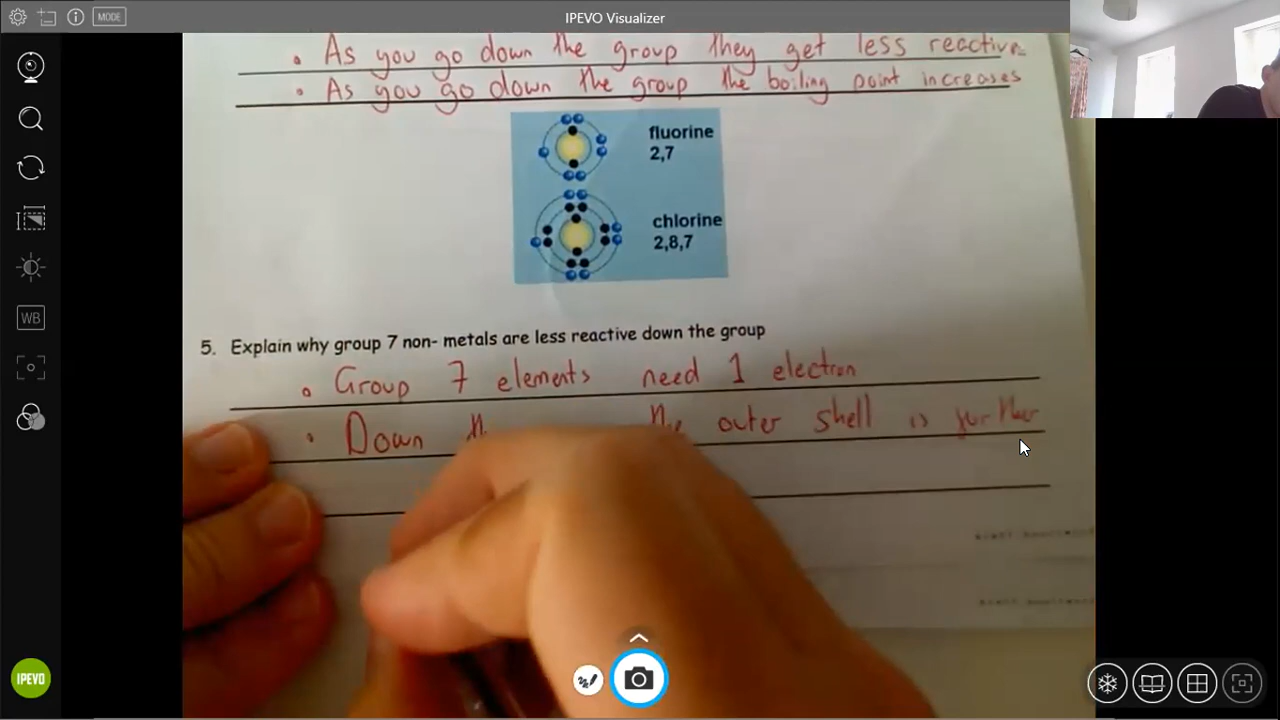 IPEVO Visualizer
MODE
• As you go down the group they get less reactive.
• As you go down the group the boiling point increases
fluorine
2,7
chlorine
2,8,7
5. Explain why group 7 non- metals are less reactive down the group
• Group 7 elements need 1 electron
• Down the outer shell is further
WB
IPEVO